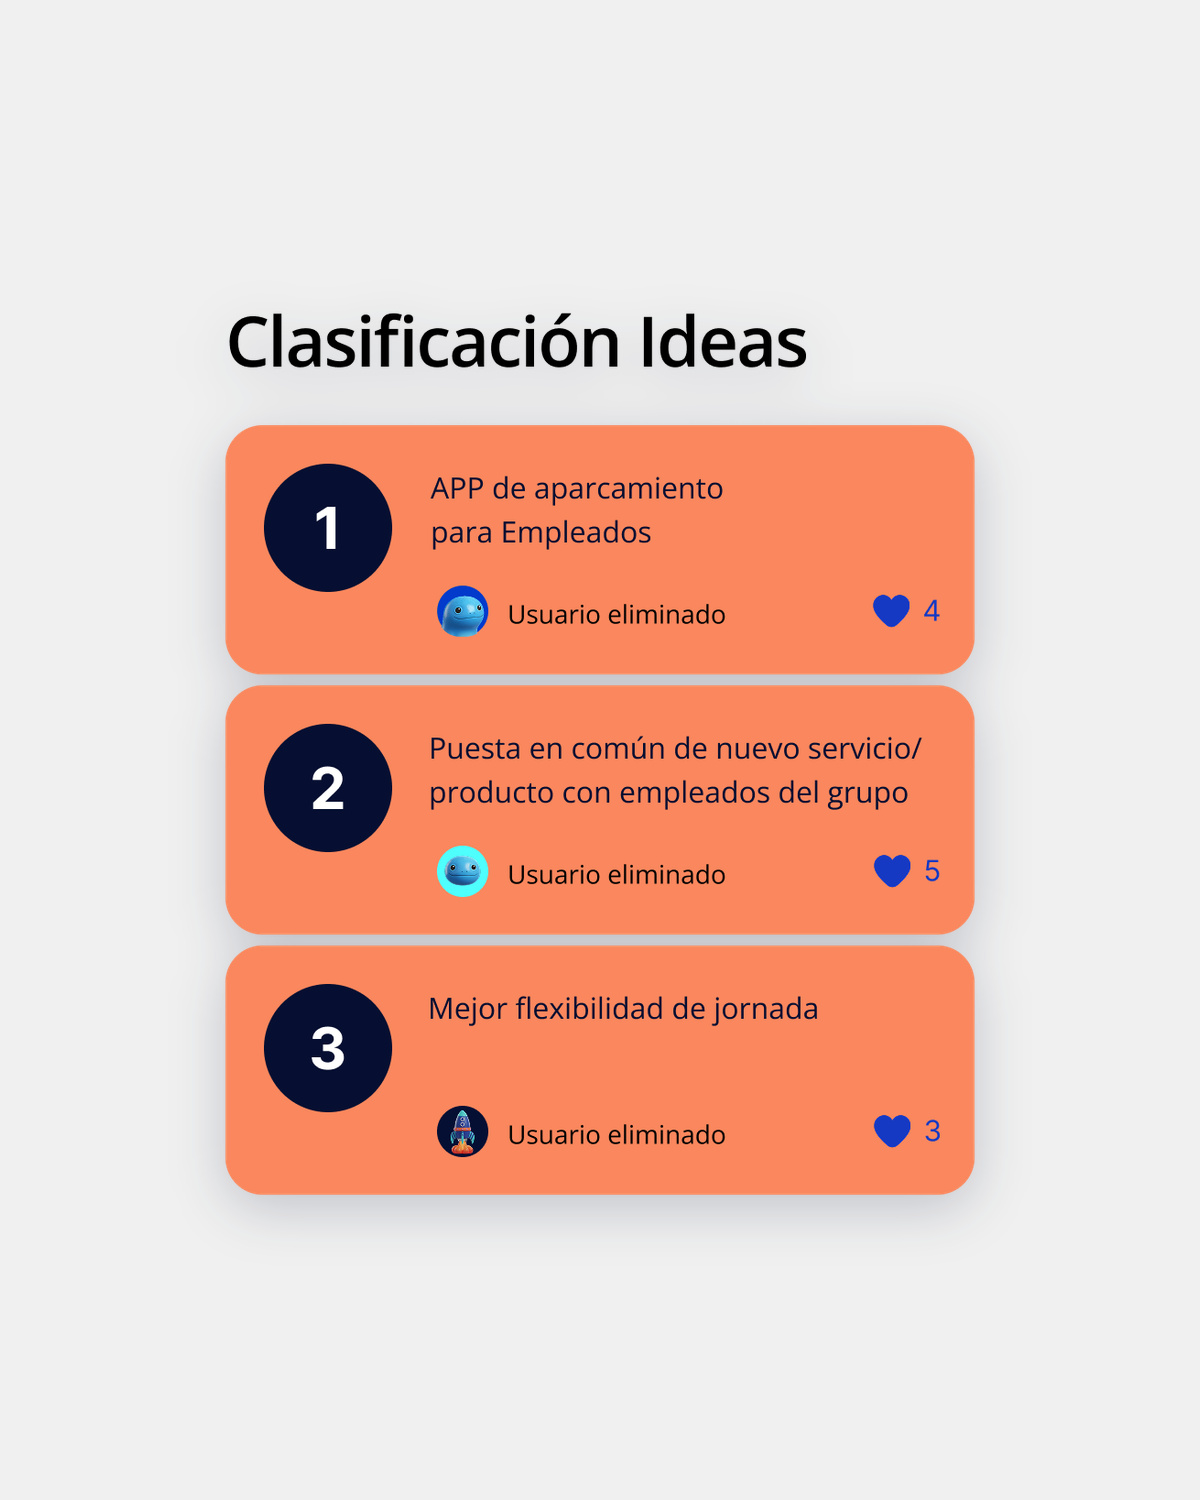 Clasificación Ideas
1
APP de aparcamiento
para Empleados
Usuario eliminado
4
2
Puesta en común de nuevo servicio/
producto con empleados del grupo
Usuario eliminado
5
3
Mejor flexibilidad de jornada
Usuario eliminado
3